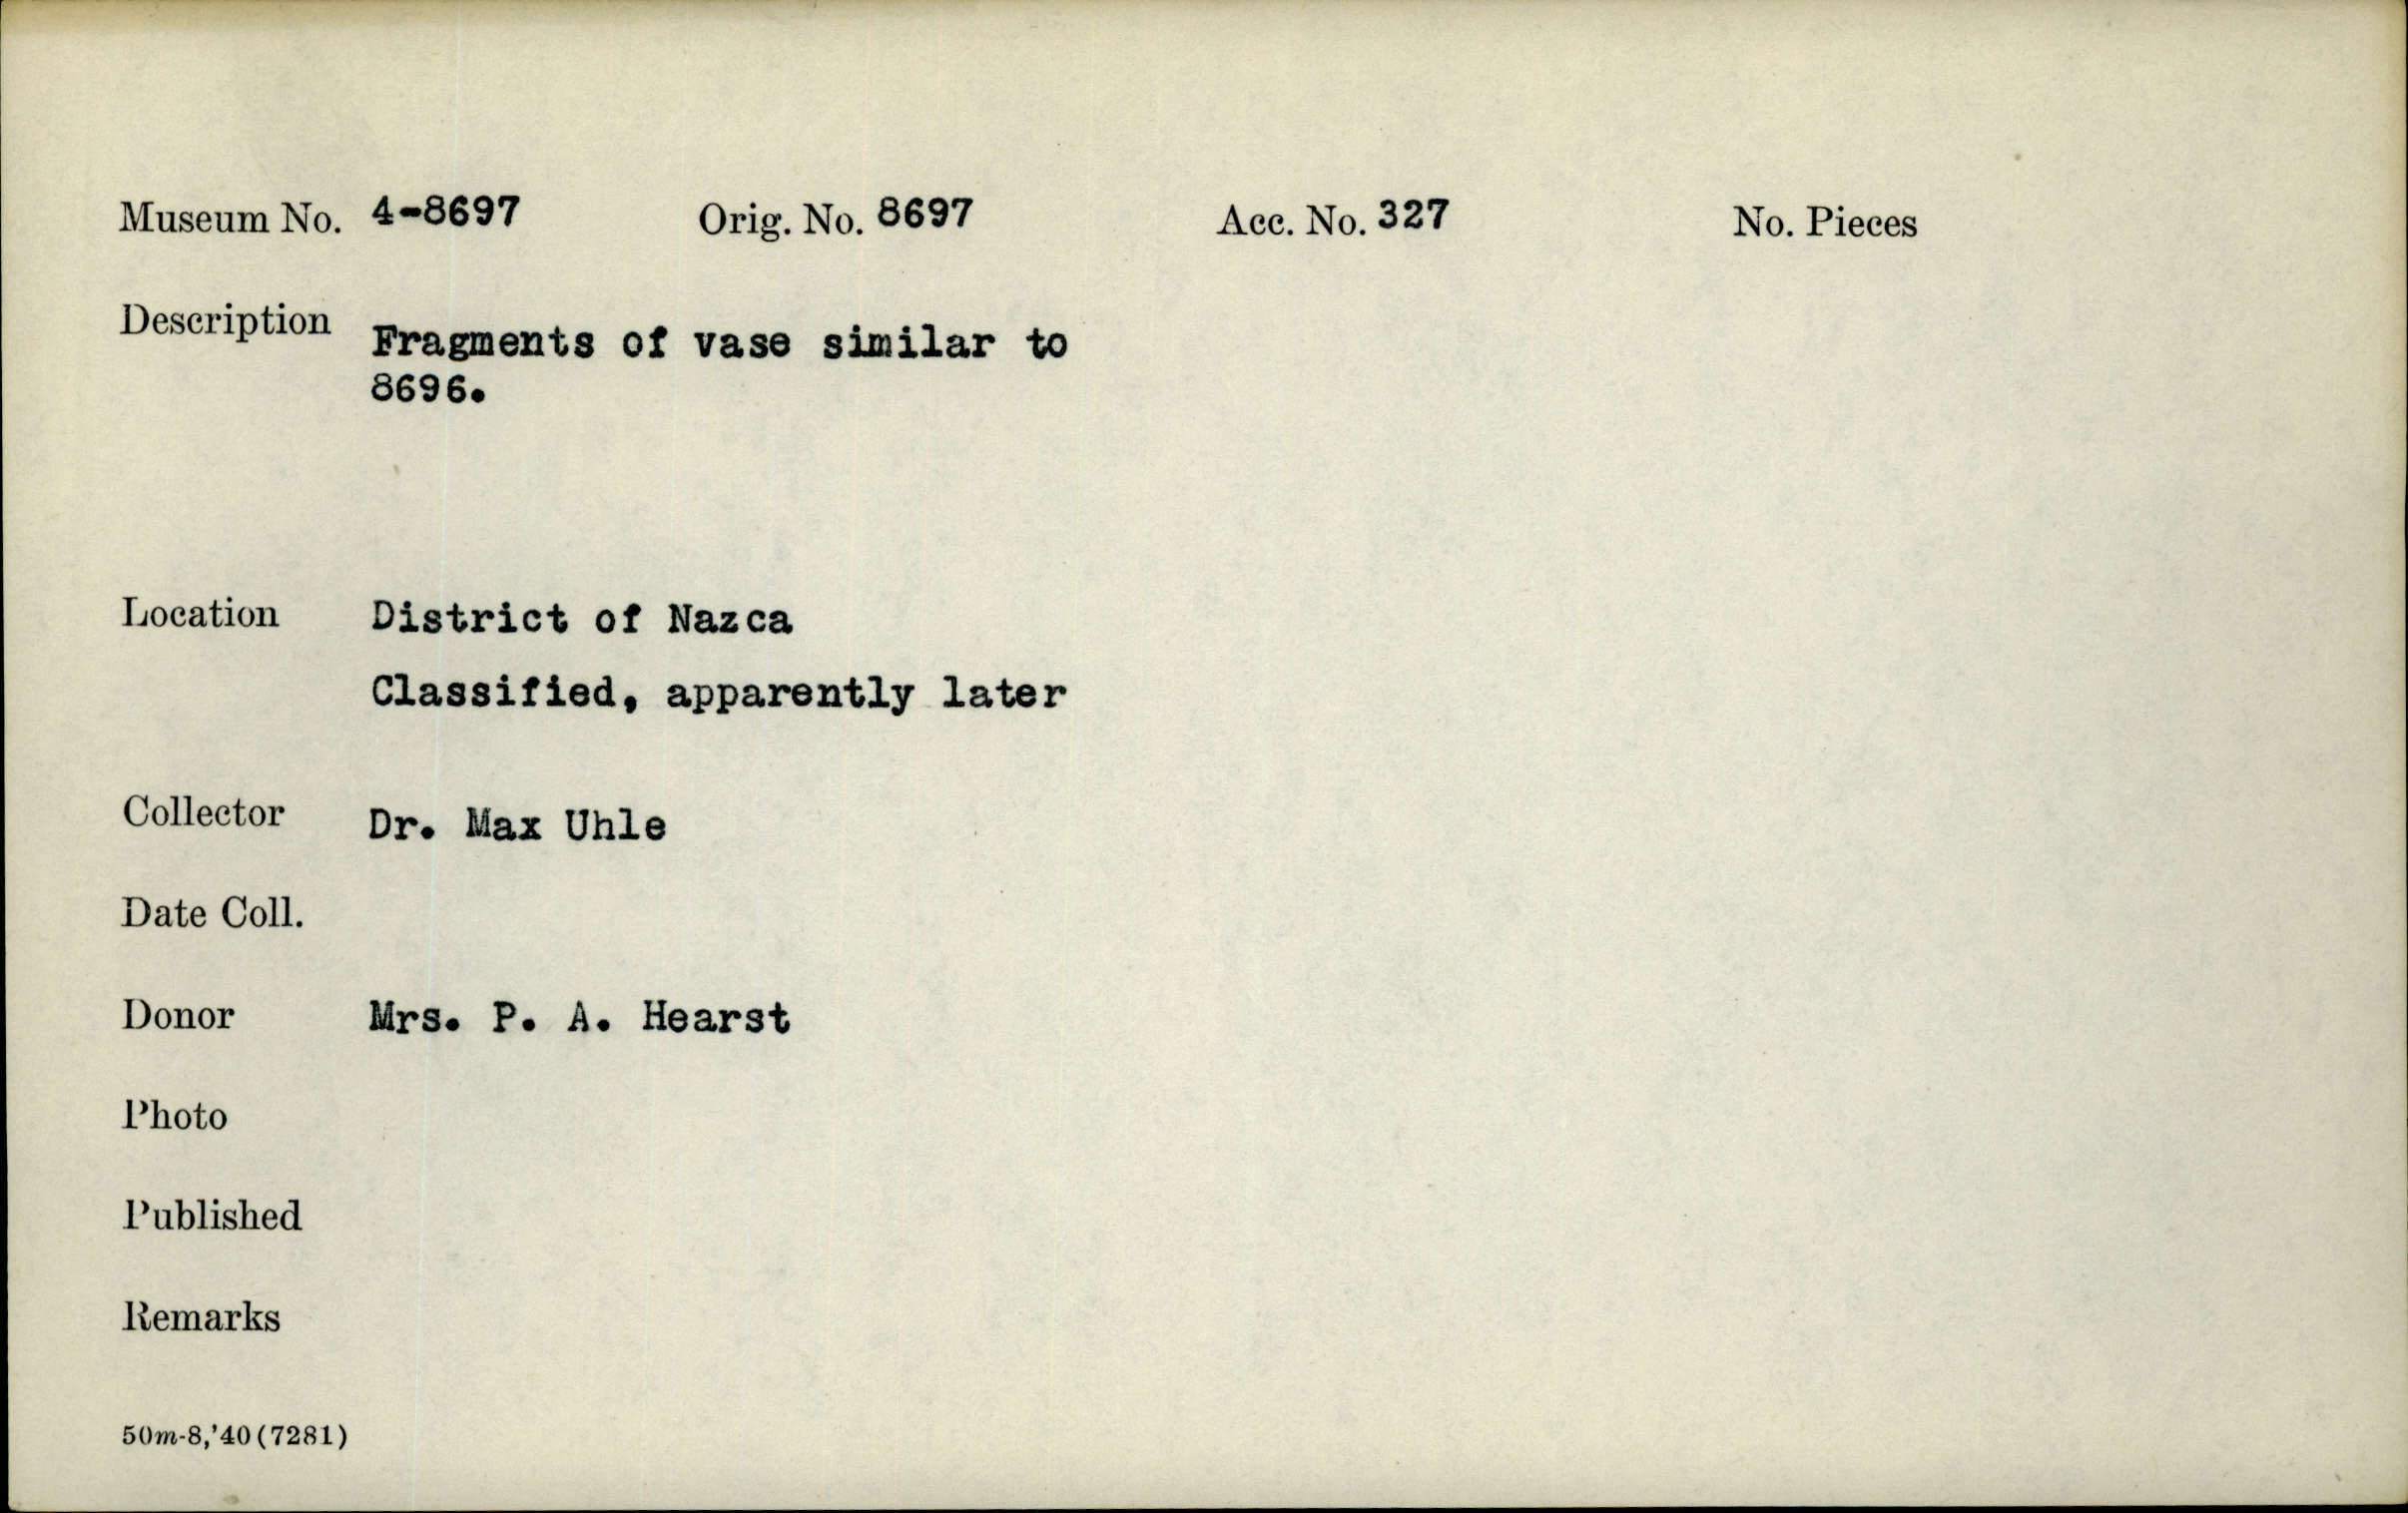 Museum No. 4-8697 Orig. No. 8697 Acc. No. 327 No. Pieces
Description Fragments of vase similar to
8696.
Location District of Nazca
Classified, apparently later
Collector Dr. Max Uhle
Date Coll.
Donor Mrs. P. A. Hearst
Photo
Published
Remarks
50m-8,'40(7281)